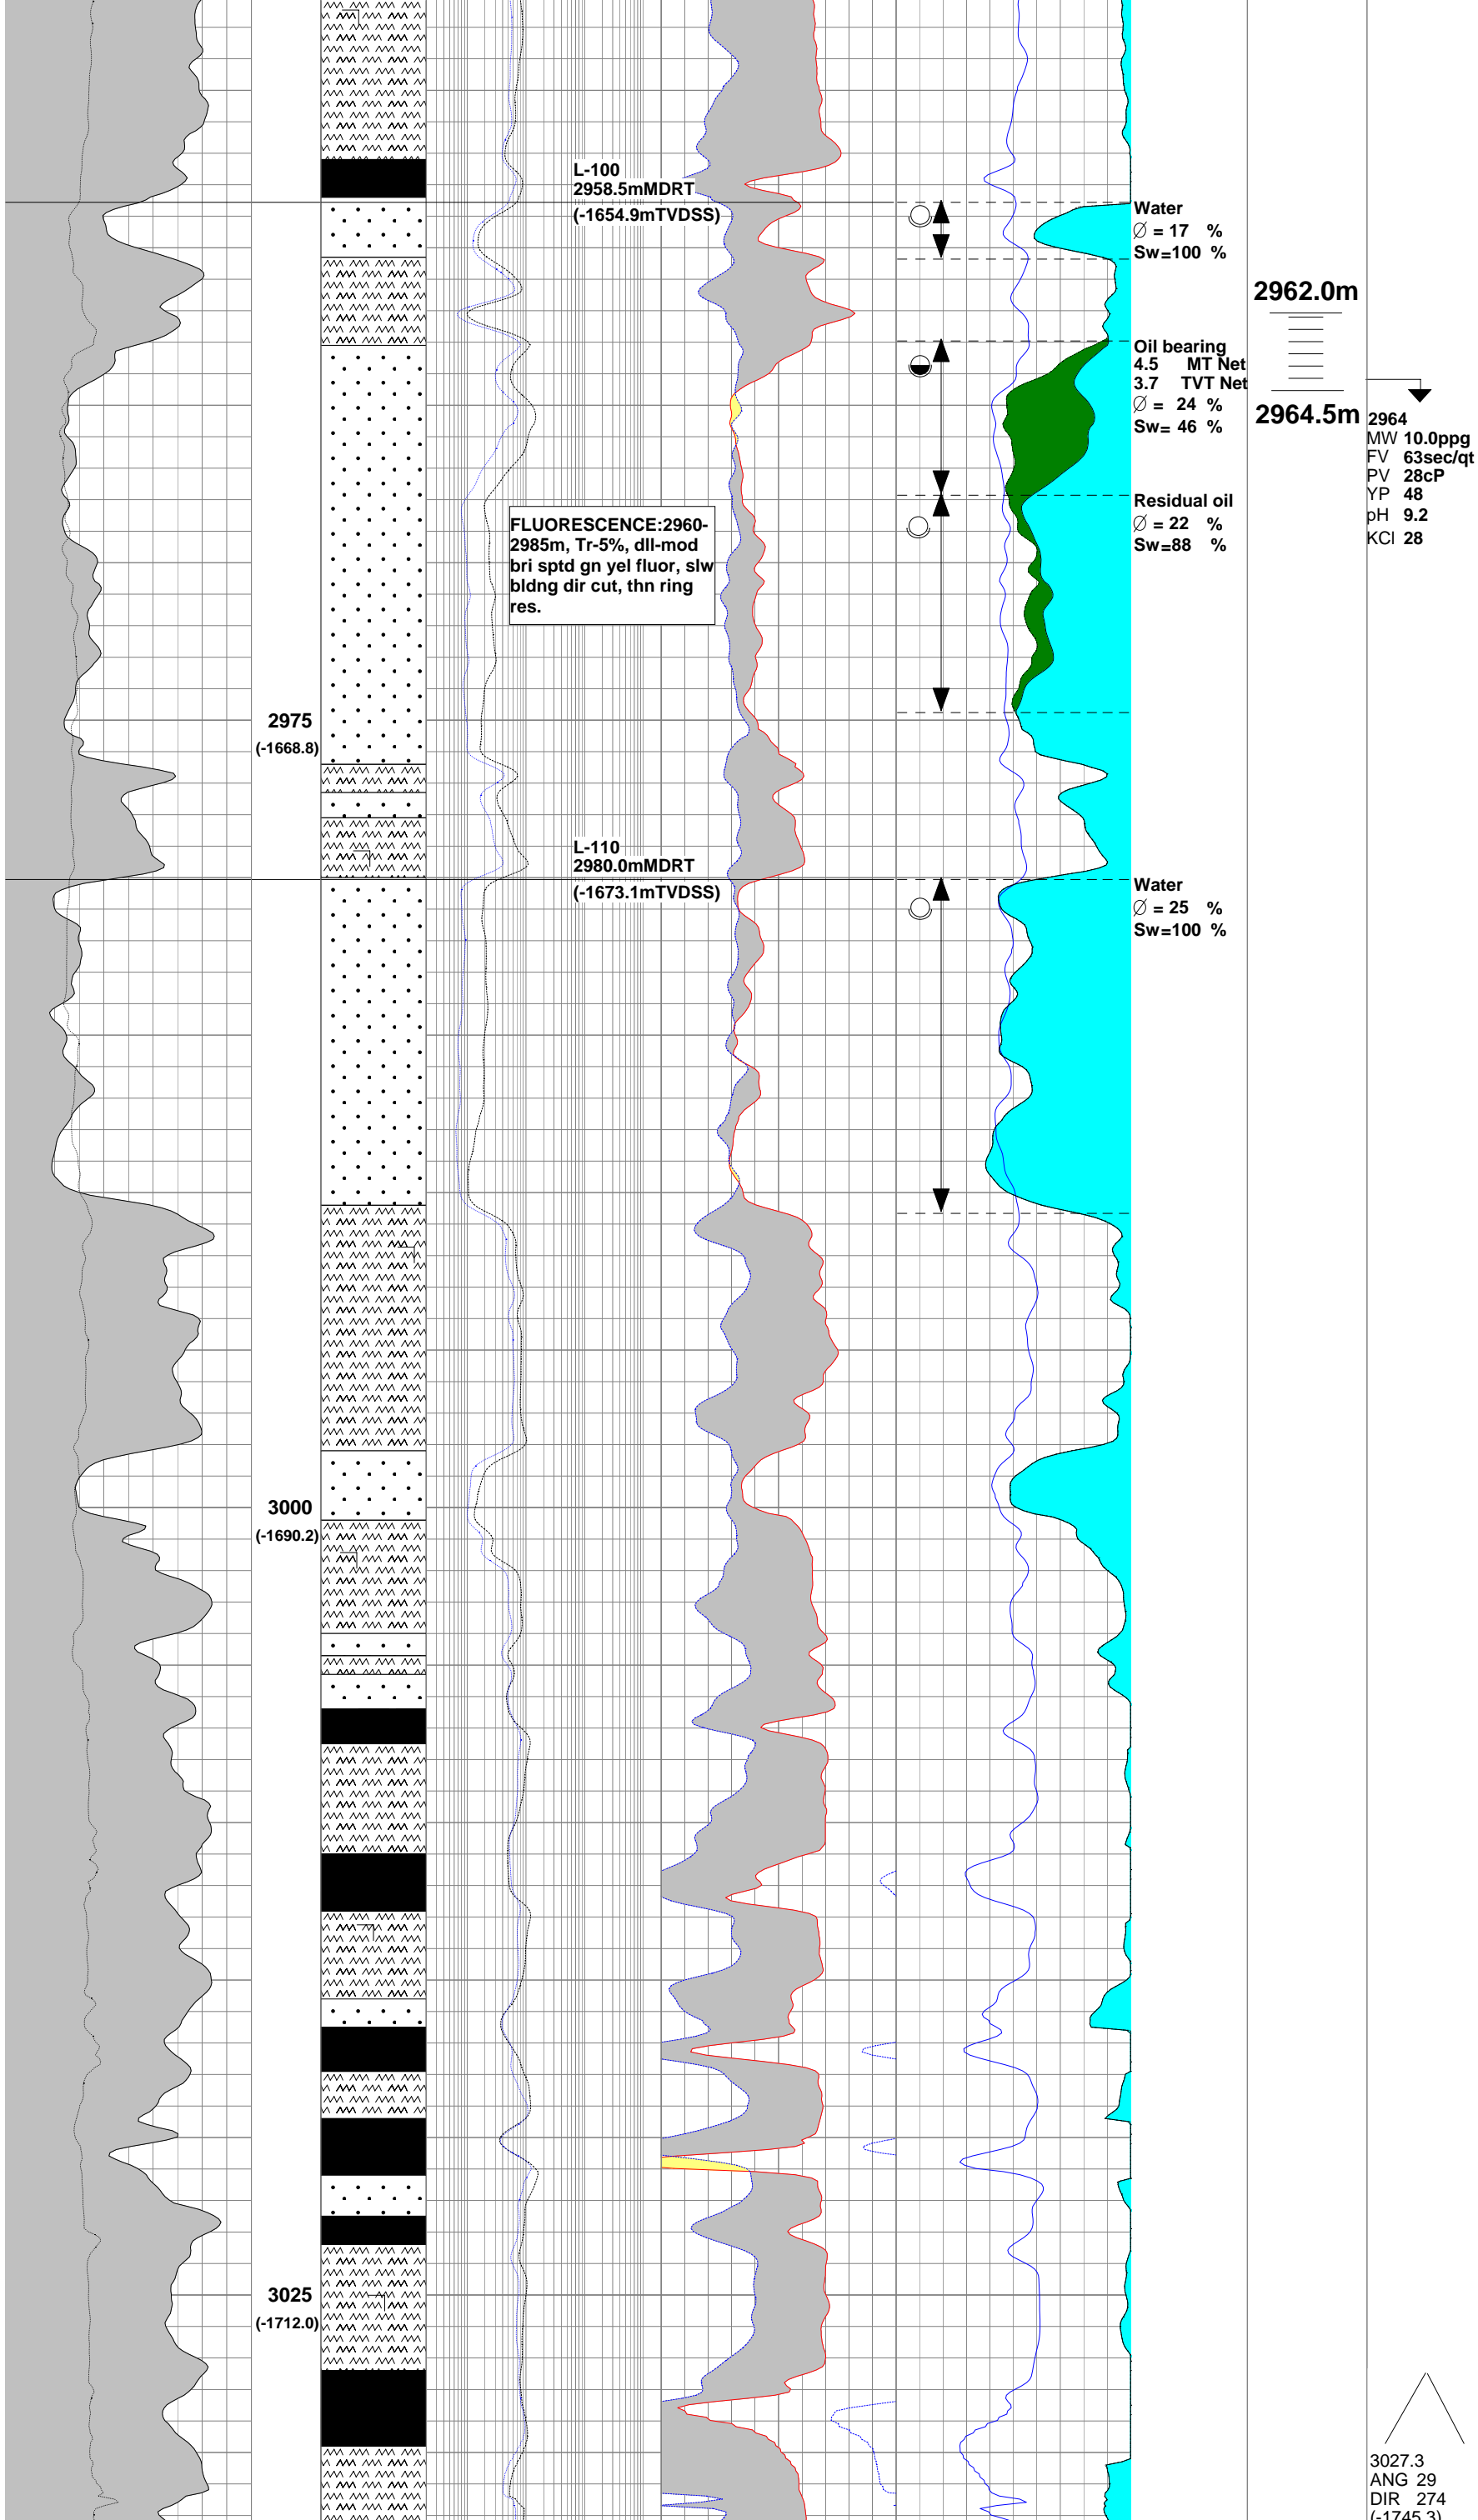 L-100
2958.5mMDRT
(-1654.9mTVDSS)
Water
Ø = 17 %
Sw=100 %
2962.0m
2964.5m
Oil bearing
4.5 MT Net
3.7 TVT Net
Ø = 24 %
Sw= 46 %
2964
MW 10.0ppg
FV 63sec/qt
PV 28cP
YP 48
pH 9.2
KCl 28
Residual oil
Ø = 22 %
Sw=88 %
FLUORESCENCE:2960-
2985m, Tr-5%, dll-mod
bri sptd gn yel fluor, slw
bldng dir cut, thn ring
res.
2975
(-1668.8)
L-110
2980.0mMDRT
(-1673.1mTVDSS)
Water
Ø = 25 %
Sw=100 %
3000
(-1690.2)
3025
(-1712.0)
3027.3
ANG 29
DIR 274
(-1745.3)